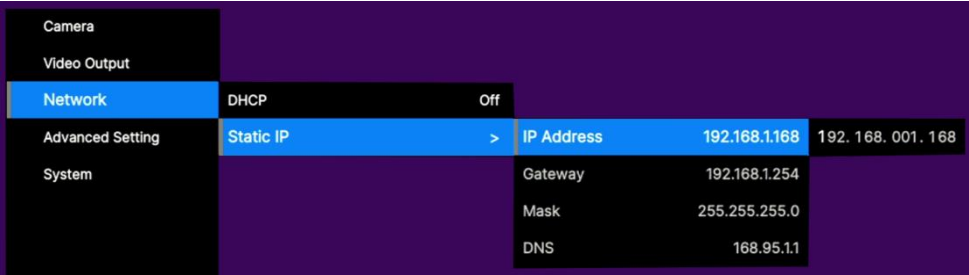 Camera
Video Output
Network
DHCP Off
Advanced Setting
Static IP >
IP Address 192.168.1.168 192. 168. 001. 168
System
Gateway 192.168.1.254
Mask 255.255.255.0
DNS 168.95.1.1